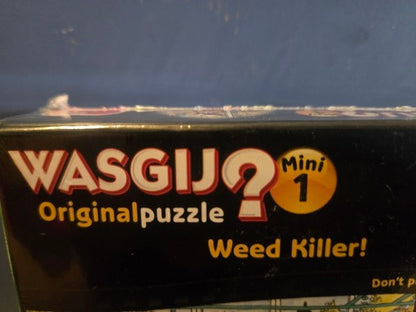 WASGIJ?
Mini
1
Originalpuzzle
Weed Killer!
Don't